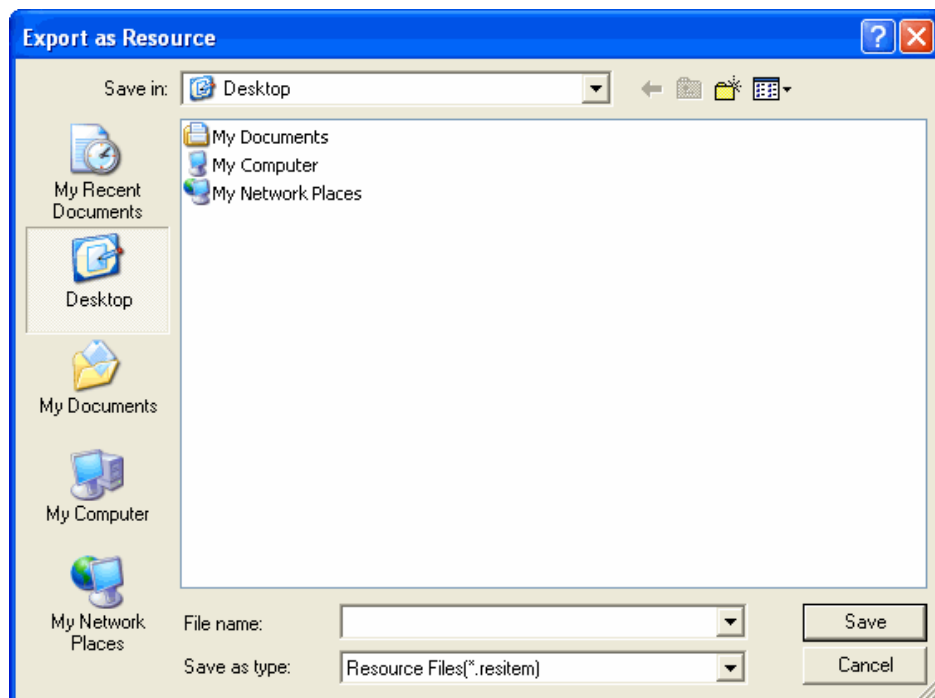 Export as Resource
Save in:
Desktop
My Recent
Documents
Desktop
My Documents
My Computer
My Network
Places
My Documents
My Computer
My Network Places
File name:
Save
Save as type:
Resource Files(*.resitem)
Cancel